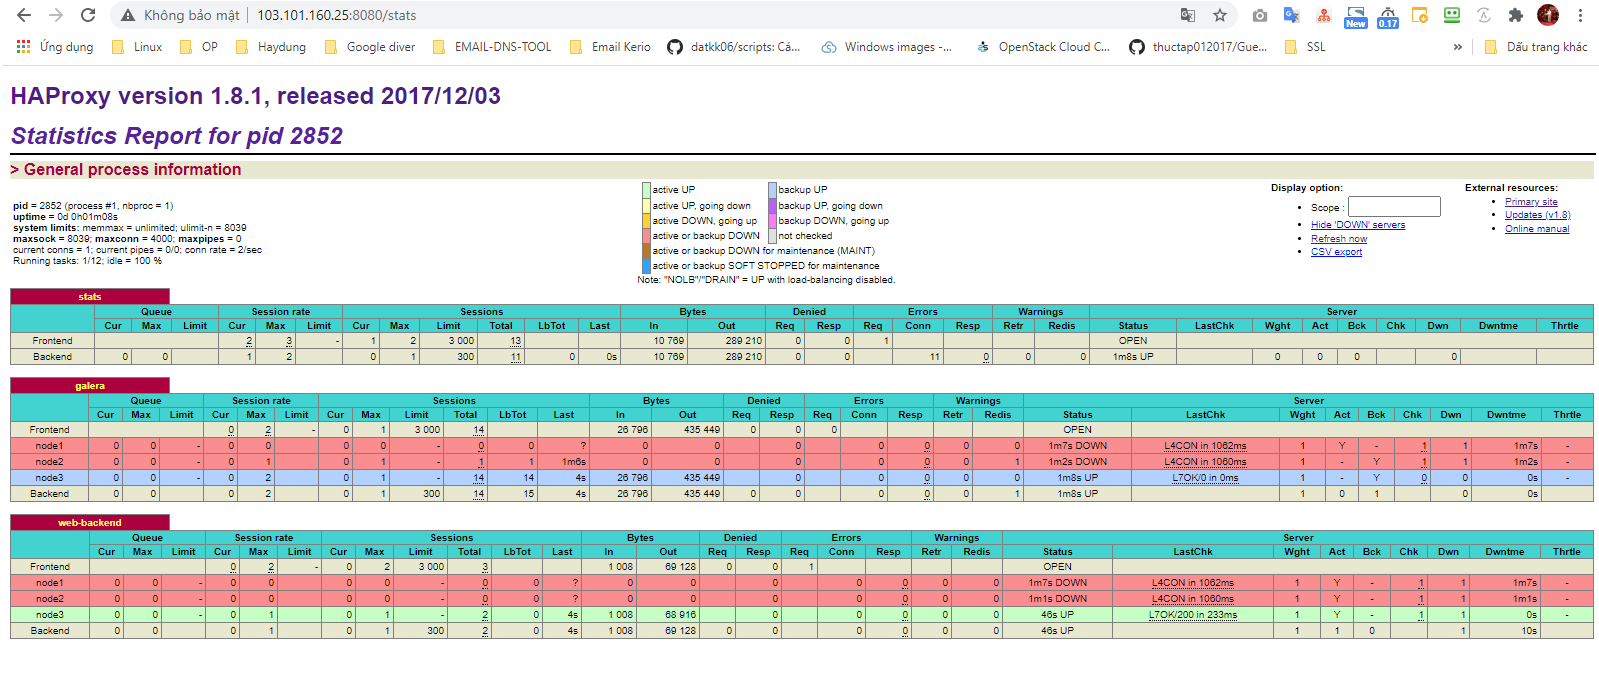 Không bảo mật 103.101.160.25:8080/stats
New 0.17
Ứng dụng Linux OP Haydung Google diver EMAIL-DNS-TOOL Email Kerio datkk06/scripts: Cá... Windows images -... OpenStack Cloud C... thuctap012017/Gue... SSL » Dấu trang khác
HAProxy version 1.8.1, released 2017/12/03
Statistics Report for pid 2852
> General process information
pid = 2852 (process #1, nbproc = 1)
uptime = 0d 0h01m08s
system limits: memmax = unlimited; ulimit-n = 8039
maxsock = 8039; maxconn = 4000; maxpipes = 0
current conns = 1; current pipes = 0/0; conn rate = 2/sec
Running tasks: 1/12; idle = 100 %
active UP backup UP
active UP, going down backup UP, going down
active DOWN, going up backup DOWN, going up
active or backup DOWN not checked
active or backup DOWN for maintenance (MAINT)
active or backup SOFT STOPPED for maintenance
Note: "NOLB"/"DRAIN" = UP with load-balancing disabled.
Display option:
• Scope :
• Hide 'DOWN' servers
• Refresh now
• CSV export
External resources:
• Primary site
• Updates (v1.8)
• Online manual
stats
Queue Session rate Sessions Bytes Denied Errors Warnings Server
Cur Max Limit Cur Max Limit Cur Max Limit Total LbTot Last In Out Req Resp Req Conn Resp Retr Redis Status LastChk Wght Act Bck Chk Dwn Dwntme Thrtle
Frontend 2 3 - 1 2 3 000 13 10 769 289 210 0 0 1 OPEN
Backend 0 0 1 2 0 1 300 11 0 0s 10 769 289 210 0 0 11 0 0 0 1m8s UP 0 0 0 0
galera
Queue Session rate Sessions Bytes Denied Errors Warnings Server
Cur Max Limit Cur Max Limit Cur Max Limit Total LbTot Last In Out Req Resp Req Conn Resp Retr Redis Status LastChk Wght Act Bck Chk Dwn Dwntme Thrtle
Frontend 0 2 - 0 1 3 000 14 26 796 435 449 0 0 0 OPEN
node1 0 0 - 0 0 0 0 - 0 0 ? 0 0 0 0 0 0 0 1m7s DOWN L4CON in 1062ms 1 Y - 1 1 1m7s -
node2 0 0 - 0 1 0 1 - 1 1 1m6s 0 0 0 0 0 0 1 1m2s DOWN L4CON in 1060ms 1 - Y 1 1 1m2s -
node3 0 0 - 0 2 0 1 - 14 14 4s 26 796 435 449 0 0 0 0 0 1m8s UP L7OK/0 in 0ms 1 - Y 0 0 0s -
Backend 0 0 0 2 0 1 300 14 15 4s 26 796 435 449 0 0 0 0 0 1 1m8s UP 1 0 1 0 0s
web-backend
Queue Session rate Sessions Bytes Denied Errors Warnings Server
Cur Max Limit Cur Max Limit Cur Max Limit Total LbTot Last In Out Req Resp Req Conn Resp Retr Redis Status LastChk Wght Act Bck Chk Dwn Dwntme Thrtle
Frontend 0 2 - 0 2 3 000 3 1 008 69 128 0 0 1 OPEN
node1 0 0 - 0 0 0 0 - 0 0 ? 0 0 0 0 0 0 0 1m7s DOWN L4CON in 1062ms 1 Y - 1 1 1m7s -
node2 0 0 - 0 0 0 0 - 0 0 ? 0 0 0 0 0 0 0 1m1s DOWN L4CON in 1060ms 1 Y - 1 1 1m1s -
node3 0 0 - 0 1 0 1 - 2 0 4s 1 008 68 916 0 0 0 0 0 46s UP L7OK/200 in 233ms 1 Y - 1 1 0s -
Backend 0 0 0 1 0 1 300 2 0 4s 1 008 69 128 0 0 0 0 0 0 46s UP 1 1 0 1 10s